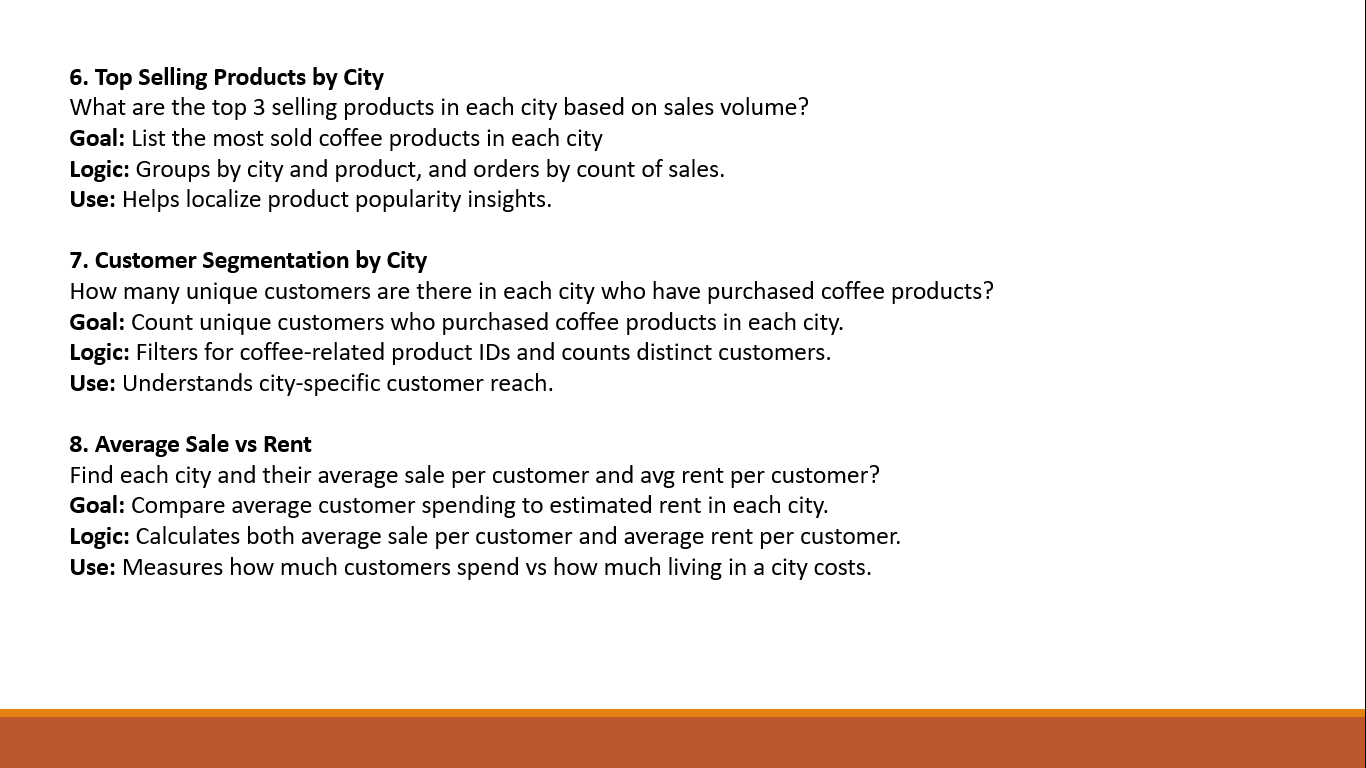 6. Top Selling Products by City
What are the top 3 selling products in each city based on sales volume?
Goal: List the most sold coffee products in each city
Logic: Groups by city and product, and orders by count of sales.
Use: Helps localize product popularity insights.
7. Customer Segmentation by City
How many unique customers are there in each city who have purchased coffee products?
Goal: Count unique customers who purchased coffee products in each city.
Logic: Filters for coffee-related product IDs and counts distinct customers.
Use: Understands city-specific customer reach.
8. Average Sale vs Rent
Find each city and their average sale per customer and avg rent per customer?
Goal: Compare average customer spending to estimated rent in each city.
Logic: Calculates both average sale per customer and average rent per customer.
Use: Measures how much customers spend vs how much living in a city costs.